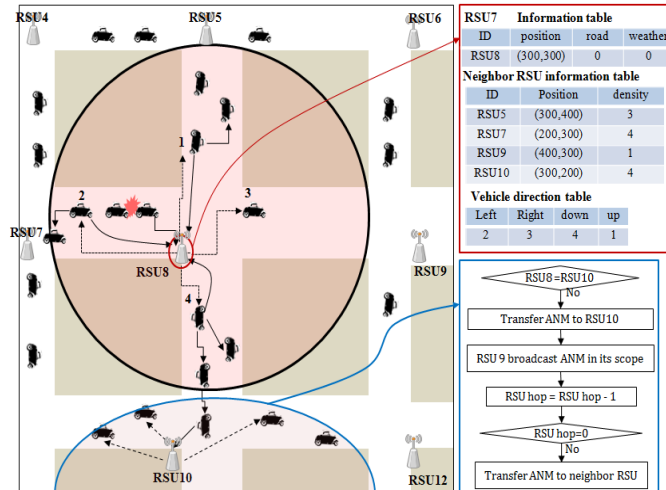 RSU4
RSU5
RSU6
1
2
3
RSU7
RSU8
RSU9
4
RSU10
RSU12
RSU7 Information table
ID position road weather
RSU8 (300,300) 0 0
Neighbor RSU information table
ID Position density
RSU5 (300,400) 3
RSU7 (200,300) 4
RSU9 (400,300) 1
RSU10 (300,200) 4
Vehicle direction table
Left Right down up
2 3 4 1
RSU8=RSU10
No
Transfer ANM to RSU10
RSU 9 broadcast ANM in its scope
RSU hop = RSU hop - 1
RSU hop=0
No
Transfer ANM to neighbor RSU